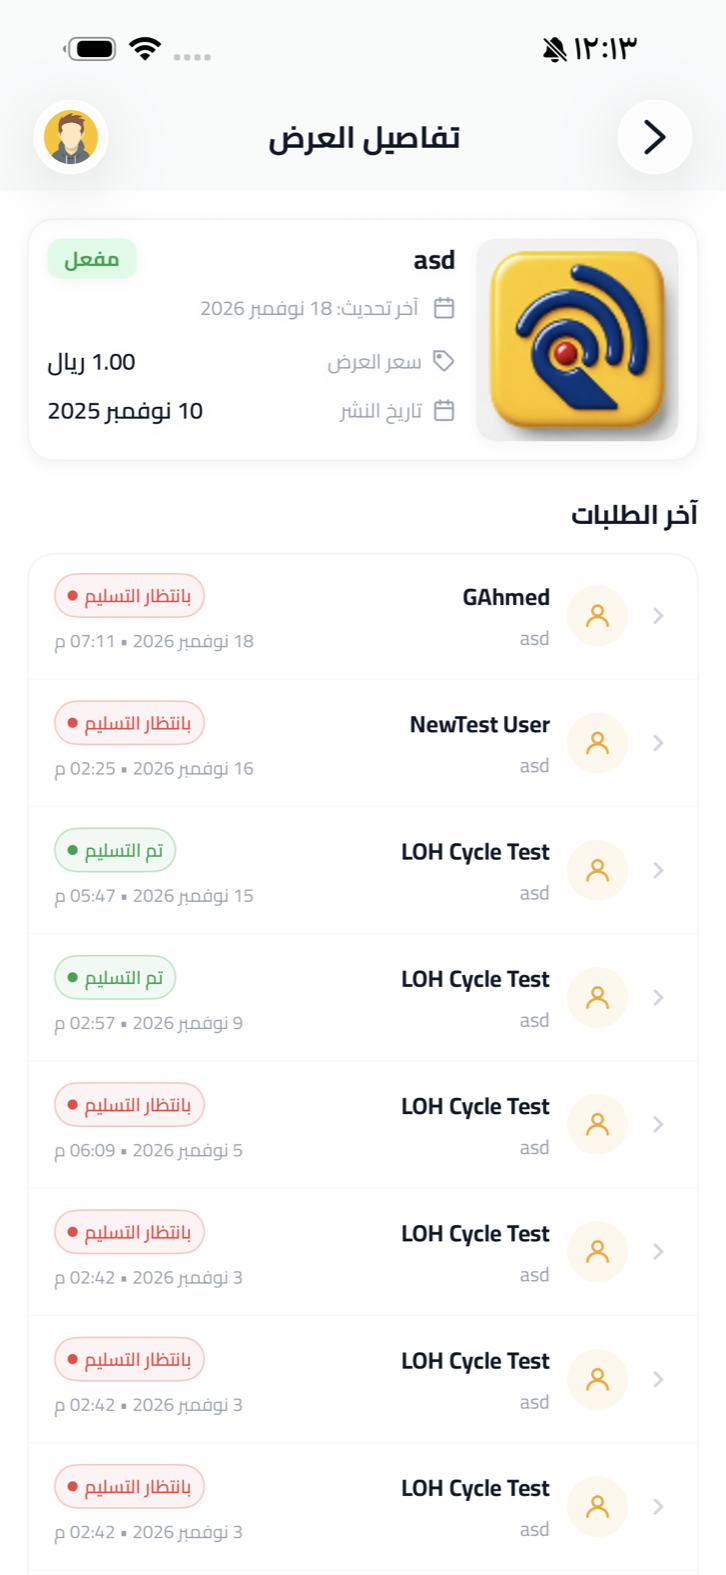 ١٢:١٣
تفاصيل العرض
asd
مفعل
آخر تحديث: 18 نوفمبر 2026
سعر العرض
1.00 ريال
تاريخ النشر
10 نوفمبر 2025
آخر الطلبات
GAhmed
بانتظار التسليم
asd
18 نوفمبر 2026 • 07:11 م
NewTest User
بانتظار التسليم
asd
16 نوفمبر 2026 • 02:25 م
LOH Cycle Test
تم التسليم
asd
15 نوفمبر 2026 • 05:47 م
LOH Cycle Test
تم التسليم
asd
9 نوفمبر 2026 • 02:57 م
LOH Cycle Test
بانتظار التسليم
asd
5 نوفمبر 2026 • 06:09 م
LOH Cycle Test
بانتظار التسليم
asd
3 نوفمبر 2026 • 02:42 م
LOH Cycle Test
بانتظار التسليم
asd
3 نوفمبر 2026 • 02:42 م
LOH Cycle Test
بانتظار التسليم
asd
3 نوفمبر 2026 • 02:42 م